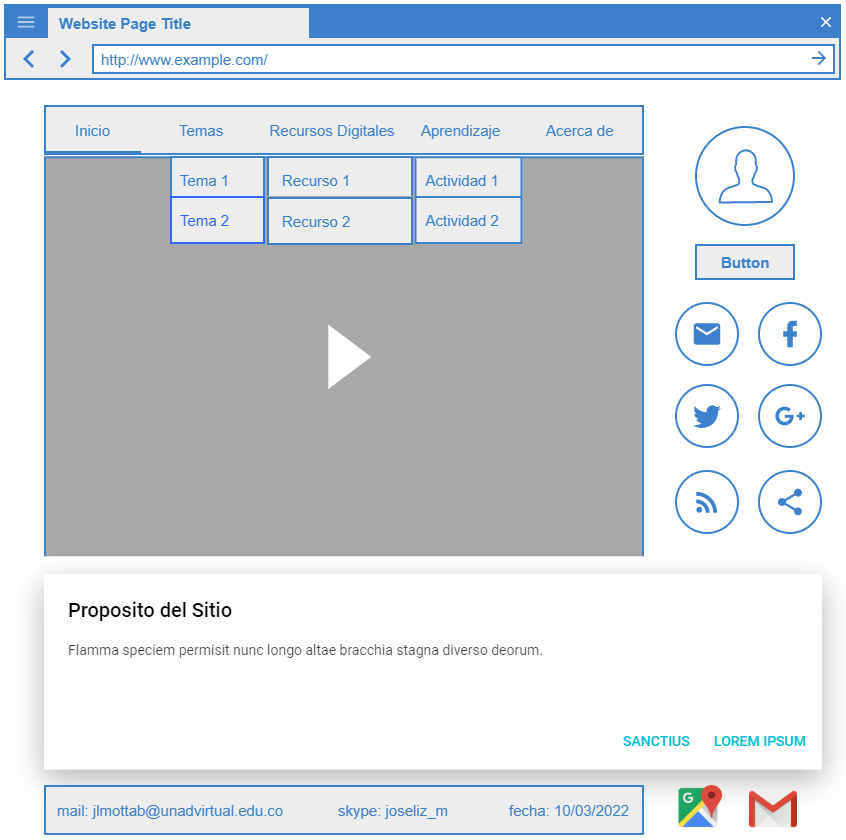 Website Page Title
http://www.example.com/
Inicio Temas Recursos Digitales Aprendizaje Acerca de
Tema 1 Recurso 1 Actividad 1
Tema 2 Recurso 2 Actividad 2
Button
G+
Proposito del Sitio
Flamma speciem permisit nunc longo altae bracchia stagna diverso deorum.
SANCTIUS LOREM IPSUM
mail: jlmottab@unadvirtual.edu.co skype: joseliz_m fecha: 10/03/2022
G